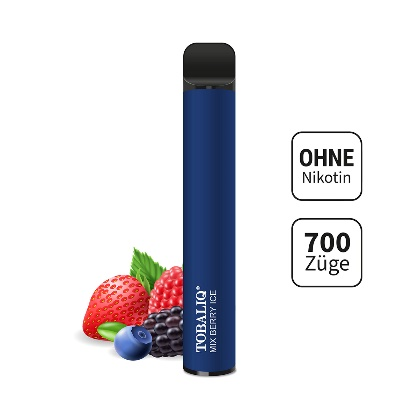 OHNE
Nikotin
700
Züge
TOBALIQ®
MIX BERRY ICE